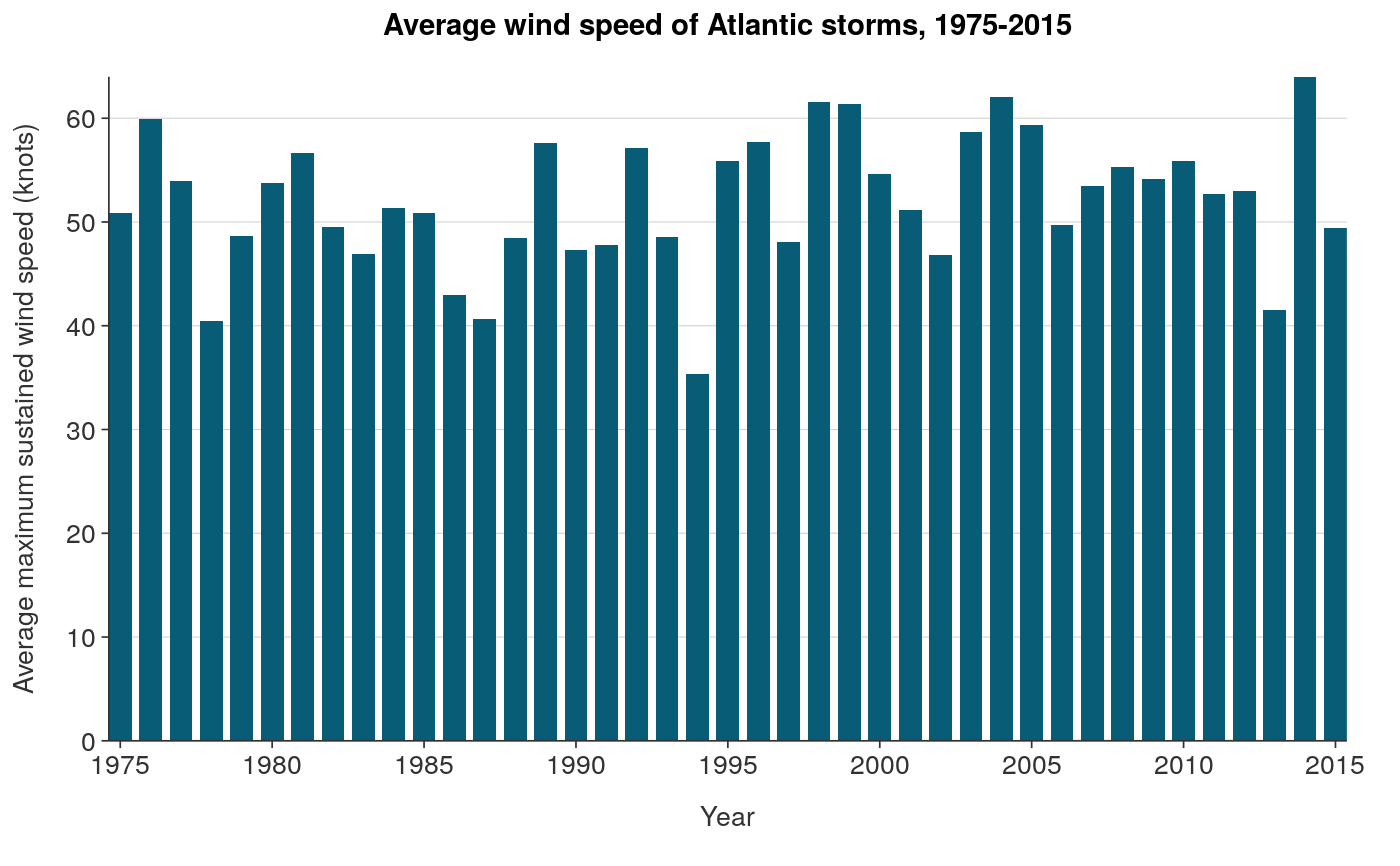 Average wind speed of Atlantic storms, 1975-2015
Average maximum sustained wind speed (knots)
60
50
40
30
20
10
0
1975 1980 1985 1990 1995 2000 2005 2010 2015
Year